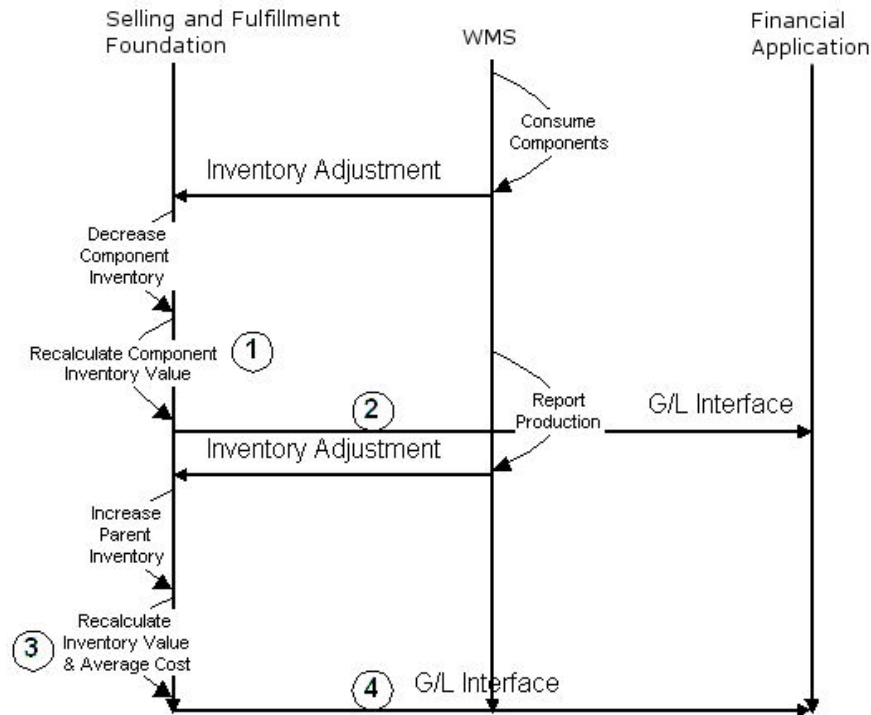 Selling and Fulfillment
Foundation
WMS
Financial
Application
Consume
Components
Inventory Adjustment
Decrease
Component
Inventory
Recalculate Component
Inventory Value
1
Report
Production
2
G/L Interface
Inventory Adjustment
Increase
Parent
Inventory
3
Recalculate
Inventory Value
& Average Cost
4
G/L Interface